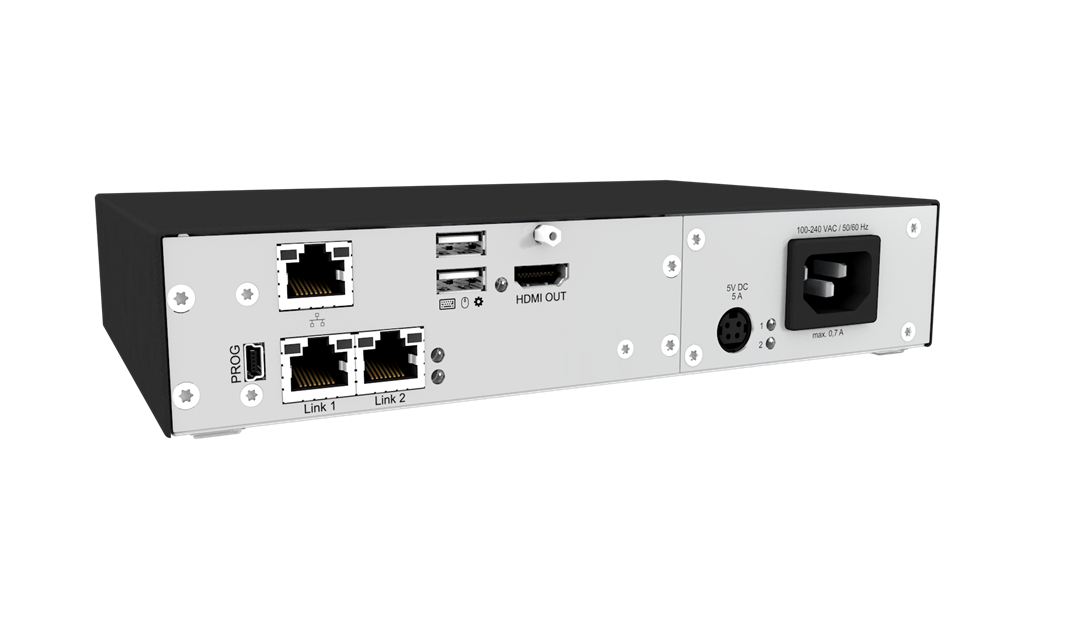 PROG
Link 1
Link 2
HDMI OUT
5V DC
5 A
1
2
100-240 VAC / 50/60 Hz
max. 0,7 A